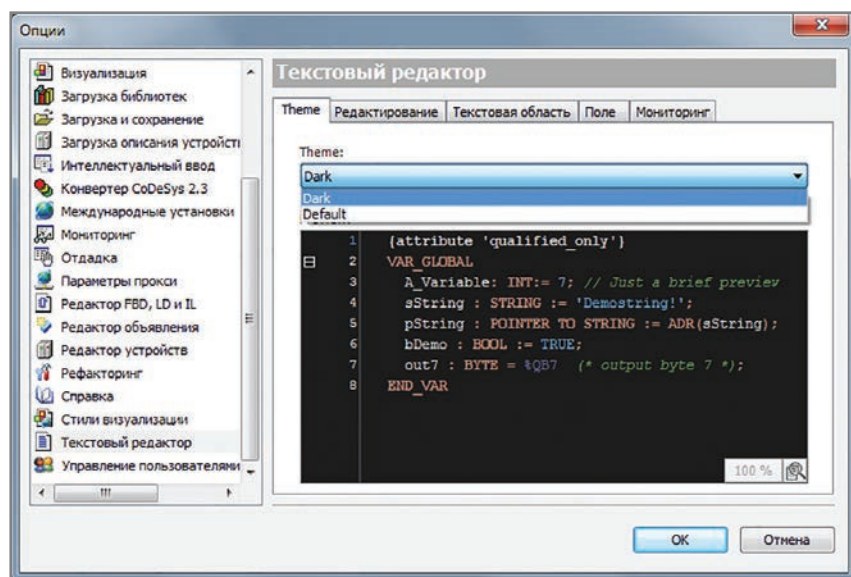 Опции
Визуализация
Загрузка библиотек
Загрузка и сохранение
Загрузка описания устройст
Интеллектуальный ввод
Конвертер CoDeSys 2.3
Международные установки
Мониторинг
Отдадка
Параметры прокси
Редактор FBD, LD и IL
Редактор объявления
Редактор устройств
Рефакторинг
Справка
Стили визуализации
Текстовый редактор
Управление пользователями
Текстовый редактор
Theme Редактирование Текстовая область Поле Мониторинг
Theme:
Dark
Dark
Default
1 {attribute 'qualified_only'}
2 VAR_GLOBAL
3 A_Variable: INT:= 7; // Just a brief preview
4 sString : STRING := 'Demostring!';
5 pString : POINTER TO STRING := ADR(sString);
6 bDemo : BOOL := TRUE;
7 out7 : BYTE = %QB7 (* output byte 7 *);
8 END_VAR
100 %
OK Отмена